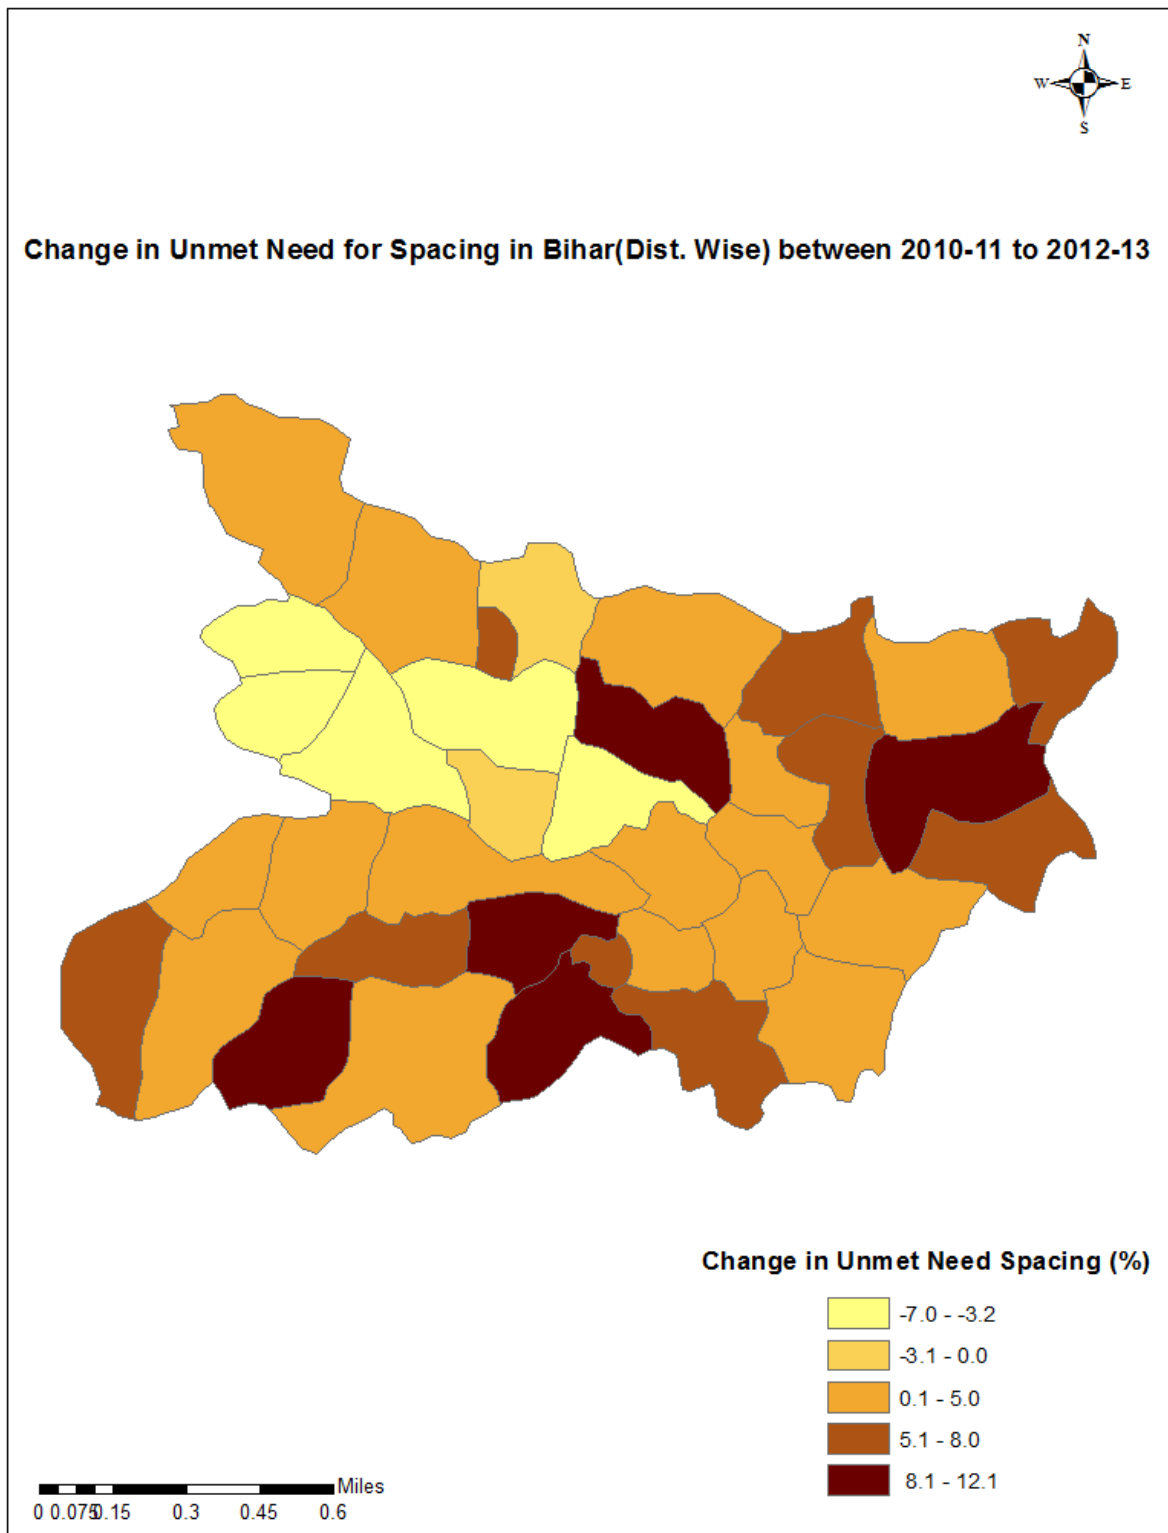 N
W E
S
Change in Unmet Need for Spacing in Bihar(Dist. Wise) between 2010-11 to 2012-13
Change in Unmet Need Spacing (%)
-7.0 - -3.2
-3.1 - 0.0
0.1 - 5.0
5.1 - 8.0
8.1 - 12.1
Miles
0 0.075 0.15 0.3 0.45 0.6